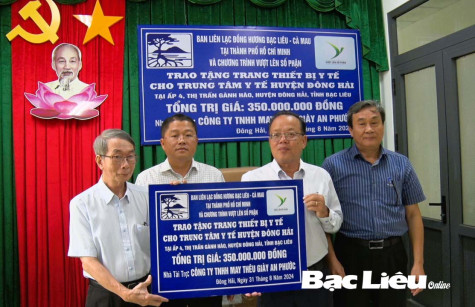 BAN LIÊN LẠC ĐỒNG HƯƠNG BẠC LIÊU - CÀ MAU
TẠI THÀNH PHỐ HỒ CHÍ MINH
VÀ CHƯƠNG TRÌNH VƯỢT LÊN SỐ PHẬN
TRAO TẶNG TRANG THIẾT BỊ Y TẾ
CHO TRUNG TÂM Y TẾ HUYỆN ĐÔNG HẢI
TẠI ẤP 4, THỊ TRẤN GÀNH HÀO, HUYỆN ĐÔNG HẢI, TỈNH BẠC LIÊU
TỔNG TRỊ GIÁ: 350.000.000 ĐỒNG
CÔNG TY TNHH MAY THÊU GIÀY AN PHƯỚC
Đông Hải, 8 năm 2024
BAN LIÊN LẠC ĐỒNG HƯƠNG BẠC LIÊU - CÀ MAU
TẠI THÀNH PHỐ HỒ CHÍ MINH
VÀ CHƯƠNG TRÌNH VƯỢT LÊN SỐ PHẬN
TRAO TẶNG TRANG THIẾT BỊ Y TẾ
CHO TRUNG TÂM Y TẾ HUYỆN ĐÔNG HẢI
TẠI ẤP 4, THỊ TRẤN GÀNH HÀO, HUYỆN ĐÔNG HẢI, TỈNH BẠC LIÊU
TỔNG TRỊ GIÁ: 350.000.000 ĐỒNG
Nhà Tài Trợ: CÔNG TY TNHH MAY THÊU GIÀY AN PHƯỚC
Đông Hải, Ngày 31 tháng 8 năm 2024
BẠC LIÊU Online